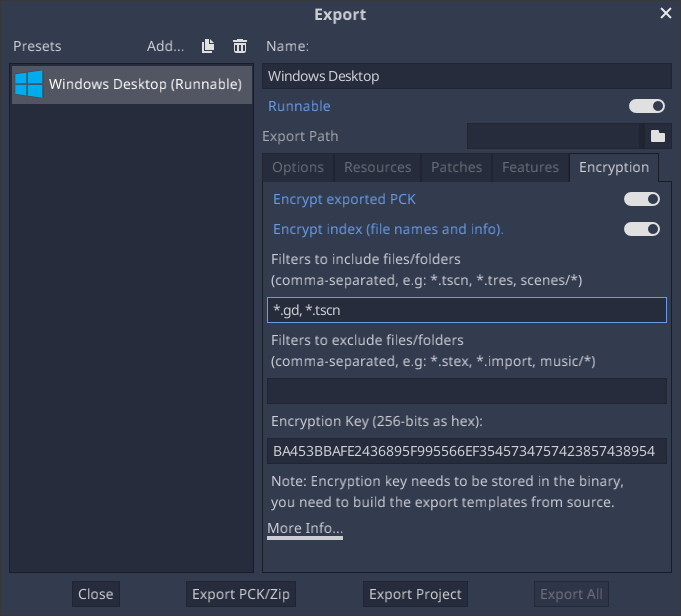 Export
Presets
Add...
Name:
Windows Desktop (Runnable)
Windows Desktop
Runnable
Export Path
Options
Resources
Patches
Features
Encryption
Encrypt exported PCK
Encrypt index (file names and info).
Filters to include files/folders
(comma-separated, e.g: *.tscn, *.tres, scenes/*)
*.gd, *.tscn
Filters to exclude files/folders
(comma-separated, e.g: *.stex, *.import, music/*)
Encryption Key (256-bits as hex):
BA453BBAFE2436895F995566EF3545734757423857438954
Note: Encryption key needs to be stored in the binary,
you need to build the export templates from source.
More Info...
Close
Export PCK/Zip
Export Project
Export All